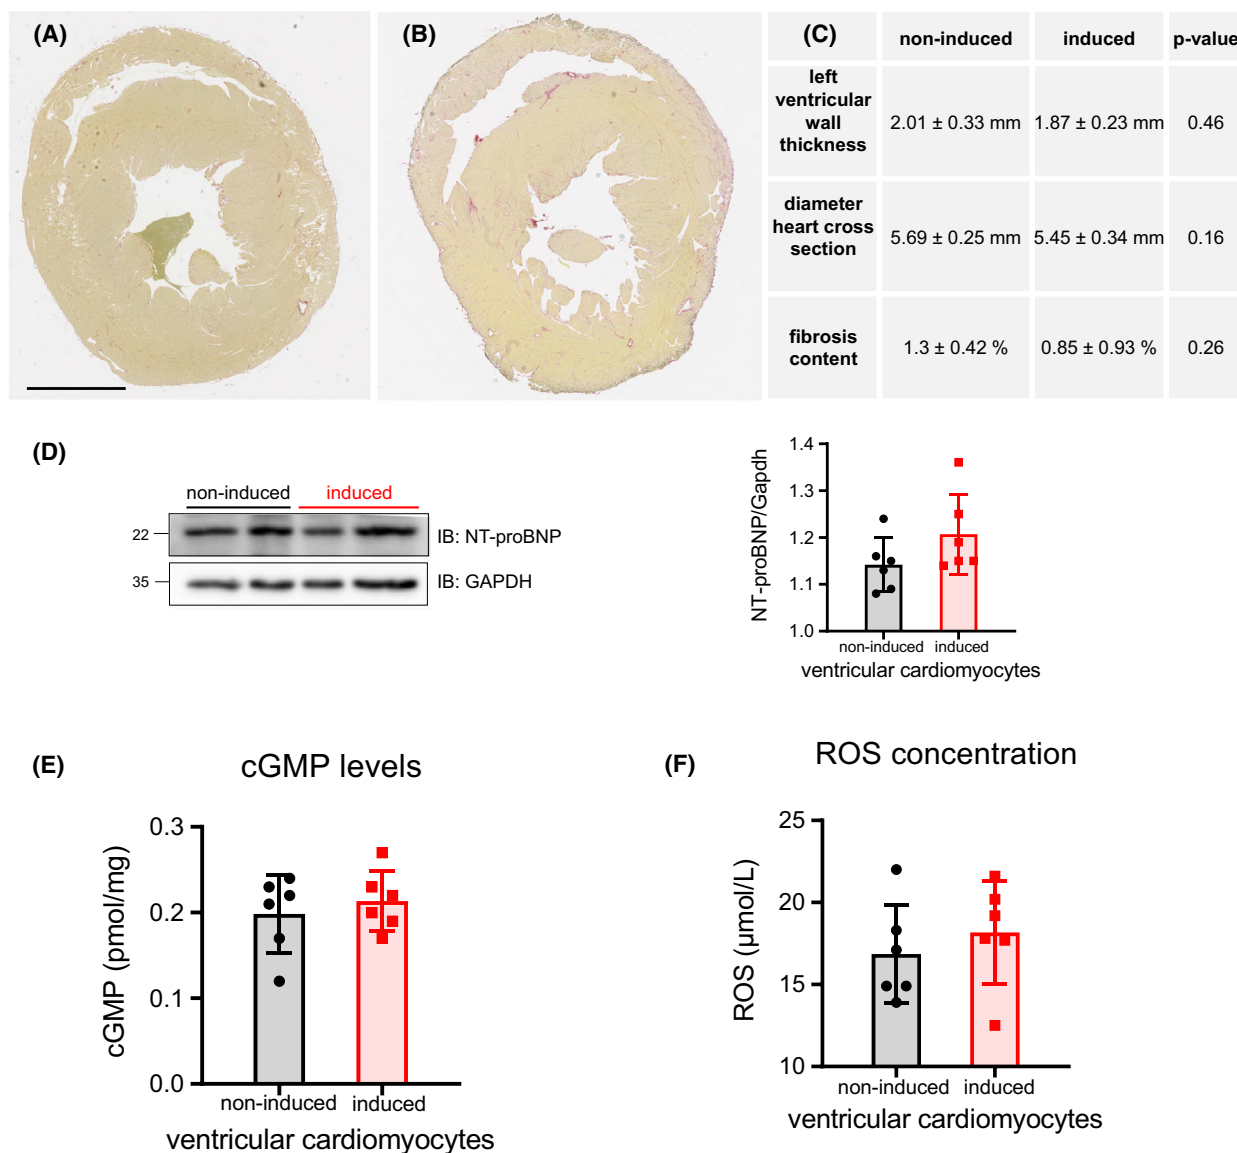 (A)
(B)
(C)
non-induced
induced
p-value
left
ventricular
wall
thickness
2.01 ± 0.33 mm
1.87 ± 0.23 mm
0.46
diameter
heart cross
section
5.69 ± 0.25 mm
5.45 ± 0.34 mm
0.16
fibrosis
content
1.3 ± 0.42 %
0.85 ± 0.93 %
0.26
(D)
non-induced
induced
22
IB: NT-proBNP
35
IB: GAPDH
NT-proBNP/Gapdh
1.4
1.3
1.2
1.1
1.0
non-induced
induced
ventricular cardiomyocytes
(E)
cGMP levels
cGMP (pmol/mg)
0.3
0.2
0.1
0.0
non-induced
induced
ventricular cardiomyocytes
(F)
ROS concentration
ROS (µmol/L)
25
20
15
10
non-induced
induced
ventricular cardiomyocytes